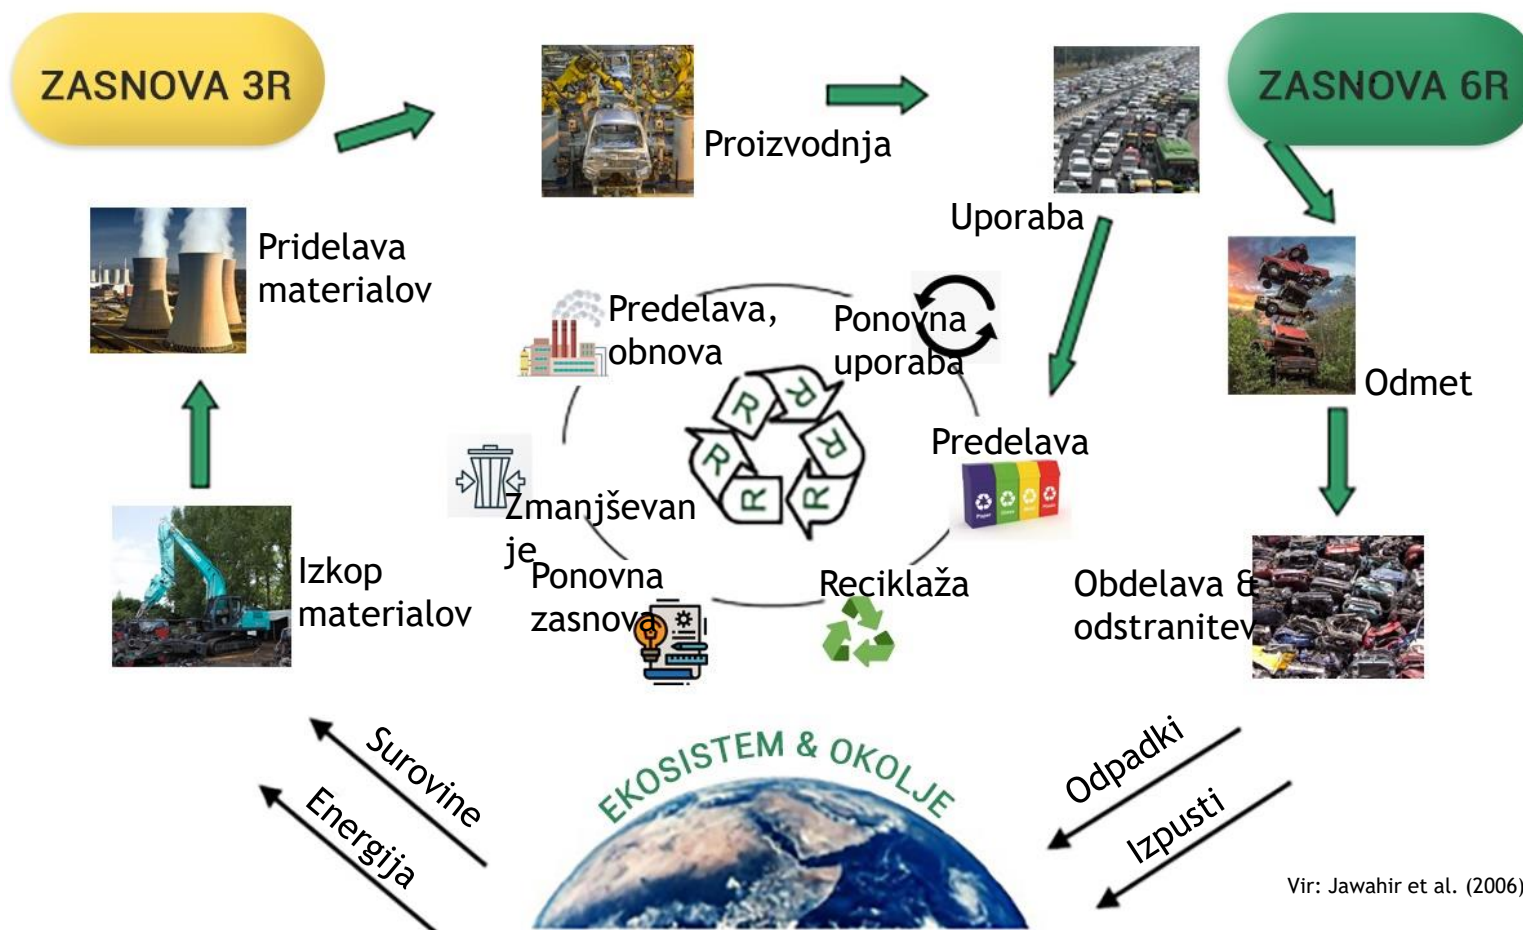 ZASNOVA 3R
ZASNOVA 6R
Proizvodnja
Uporaba
Pridelava
materialov
Predelava,
obnova
Ponovna
uporaba
Odmet
Predelava
Zmanjševan
je
Izkop
materialov
Ponovna
zasnova
Reciklaža
Obdelava &
odstranitev
R
R
R
R
R
R
Surovine
Energija
EKOSISTEM & OKOLJE
Odpadki
Izpusti
Vir: Jawahir et al. (2006)